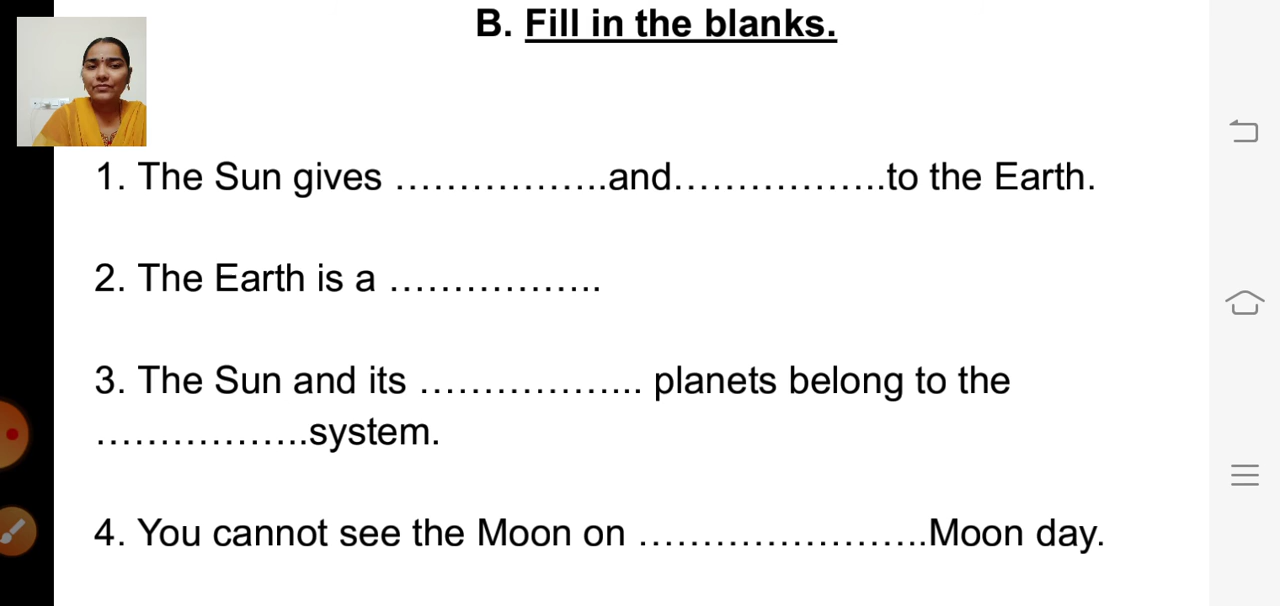 B. Fill in the blanks.
1. The Sun gives ……………..and……………..to the Earth.
2. The Earth is a ……………..
3. The Sun and its ……………... planets belong to the
……………..system.
4. You cannot see the Moon on …………………..Moon day.